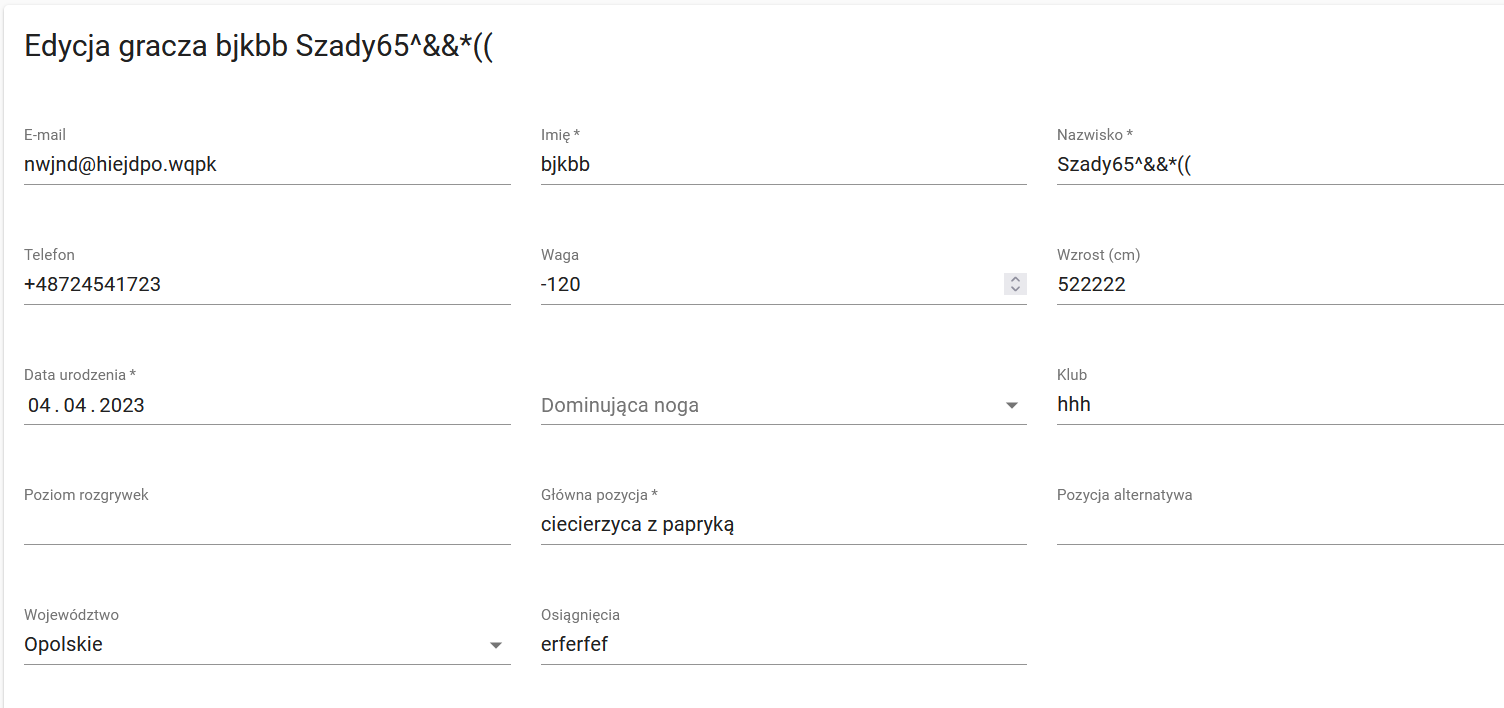 Edycja gracza bjkbb Szady65^&&*((
E-mail
nwjnd@hiejdpo.wqpk
Imię *
bjkbb
Nazwisko *
Szady65^&&*((
Telefon
+48724541723
Waga
-120
Wzrost (cm)
522222
Data urodzenia *
04 . 04 . 2023
Dominująca noga
Klub
hhh
Poziom rozgrywek
Główna pozycja *
ciecierzyca z papryką
Pozycja alternatywa
Województwo
Opolskie
Osiągnięcia
erferfef